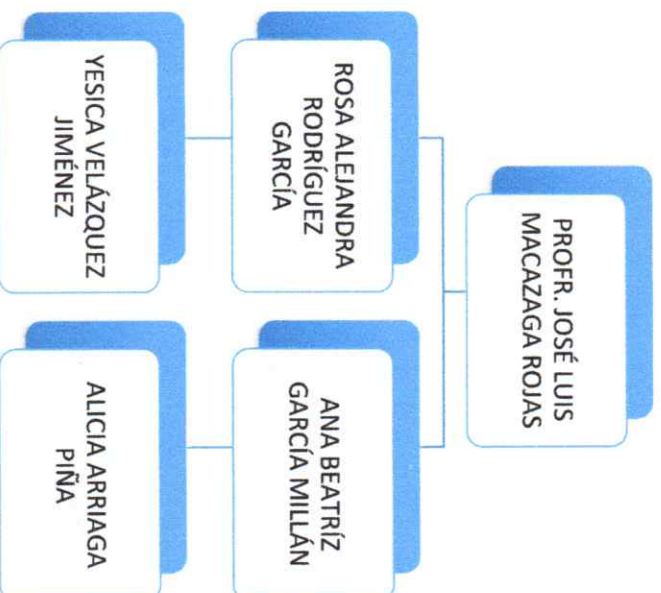 PROFR. JOSÉ LUIS
MACAZAGA ROJAS
ROSA ALEJANDRA
RODRÍGUEZ
GARCÍA
ANA BEATRÍZ
GARCÍA MILLÁN
YESICA VELÁZQUEZ
JIMÉNEZ
ALICIA ARRIAGA
PIÑA